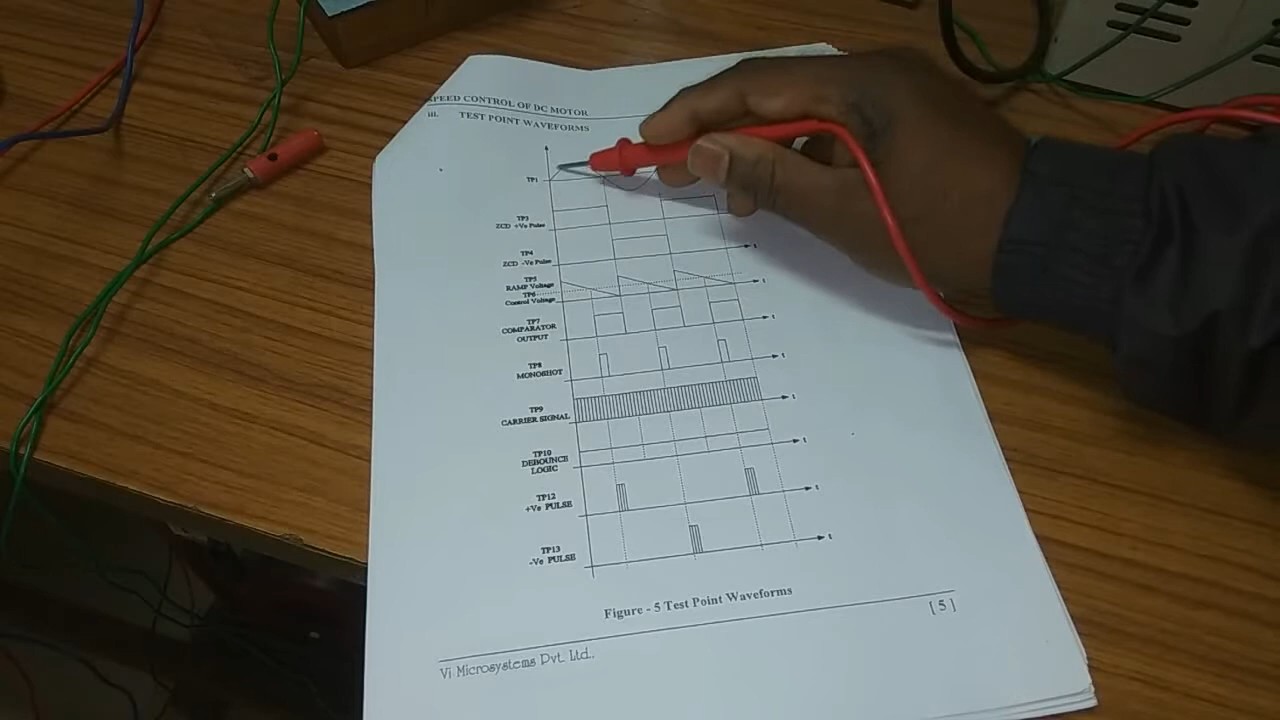 SPEED CONTROL OF DC MOTOR
iii. TEST POINT WAVEFORMS
TP1
TP3
ZCD +Ve Pulse
t
TP4
ZCD -Ve Pulse
TP5
RAMP Voltage
t
TP6
Control Voltage
t
TP7
COMPARATOR
OUTPUT
t
TP8
MONOSHOT
t
TP9
CARRIER SIGNAL
t
TP10
DEBOUNCE
LOGIC
t
TP12
+Ve PULSE
t
TP13
-Ve PULSE
Figure - 5 Test Point Waveforms
[ 5 ]
Vi Microsystems Pvt. Ltd.,